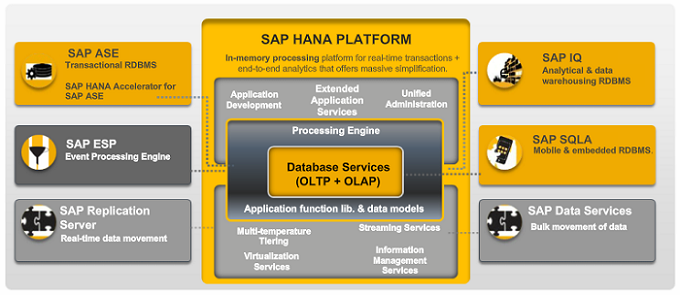 SAP ASE
Transactional RDBMS
SAP HANA Accelerator for
SAP ASE
SAP ESP
Event Processing Engine
SAP Replication
Server
Real-time data movement
SAP HANA PLATFORM
In-memory processing platform for real-time transactions +
end-to-end analytics that offers massive simplification.
Application
Development
Extended
Application
Services
Unified
Administration
Processing Engine
Database Services
(OLTP + OLAP)
Application function lib. & data models
Multi-temperature
Tiering
Streaming Services
Virtualization
Services
Information
Management
Services
SAP IQ
Analytical & data
warehousing RDBMS
SAP SQLA
Mobile & embedded RDBMS.
SAP Data Services
Bulk movement of data